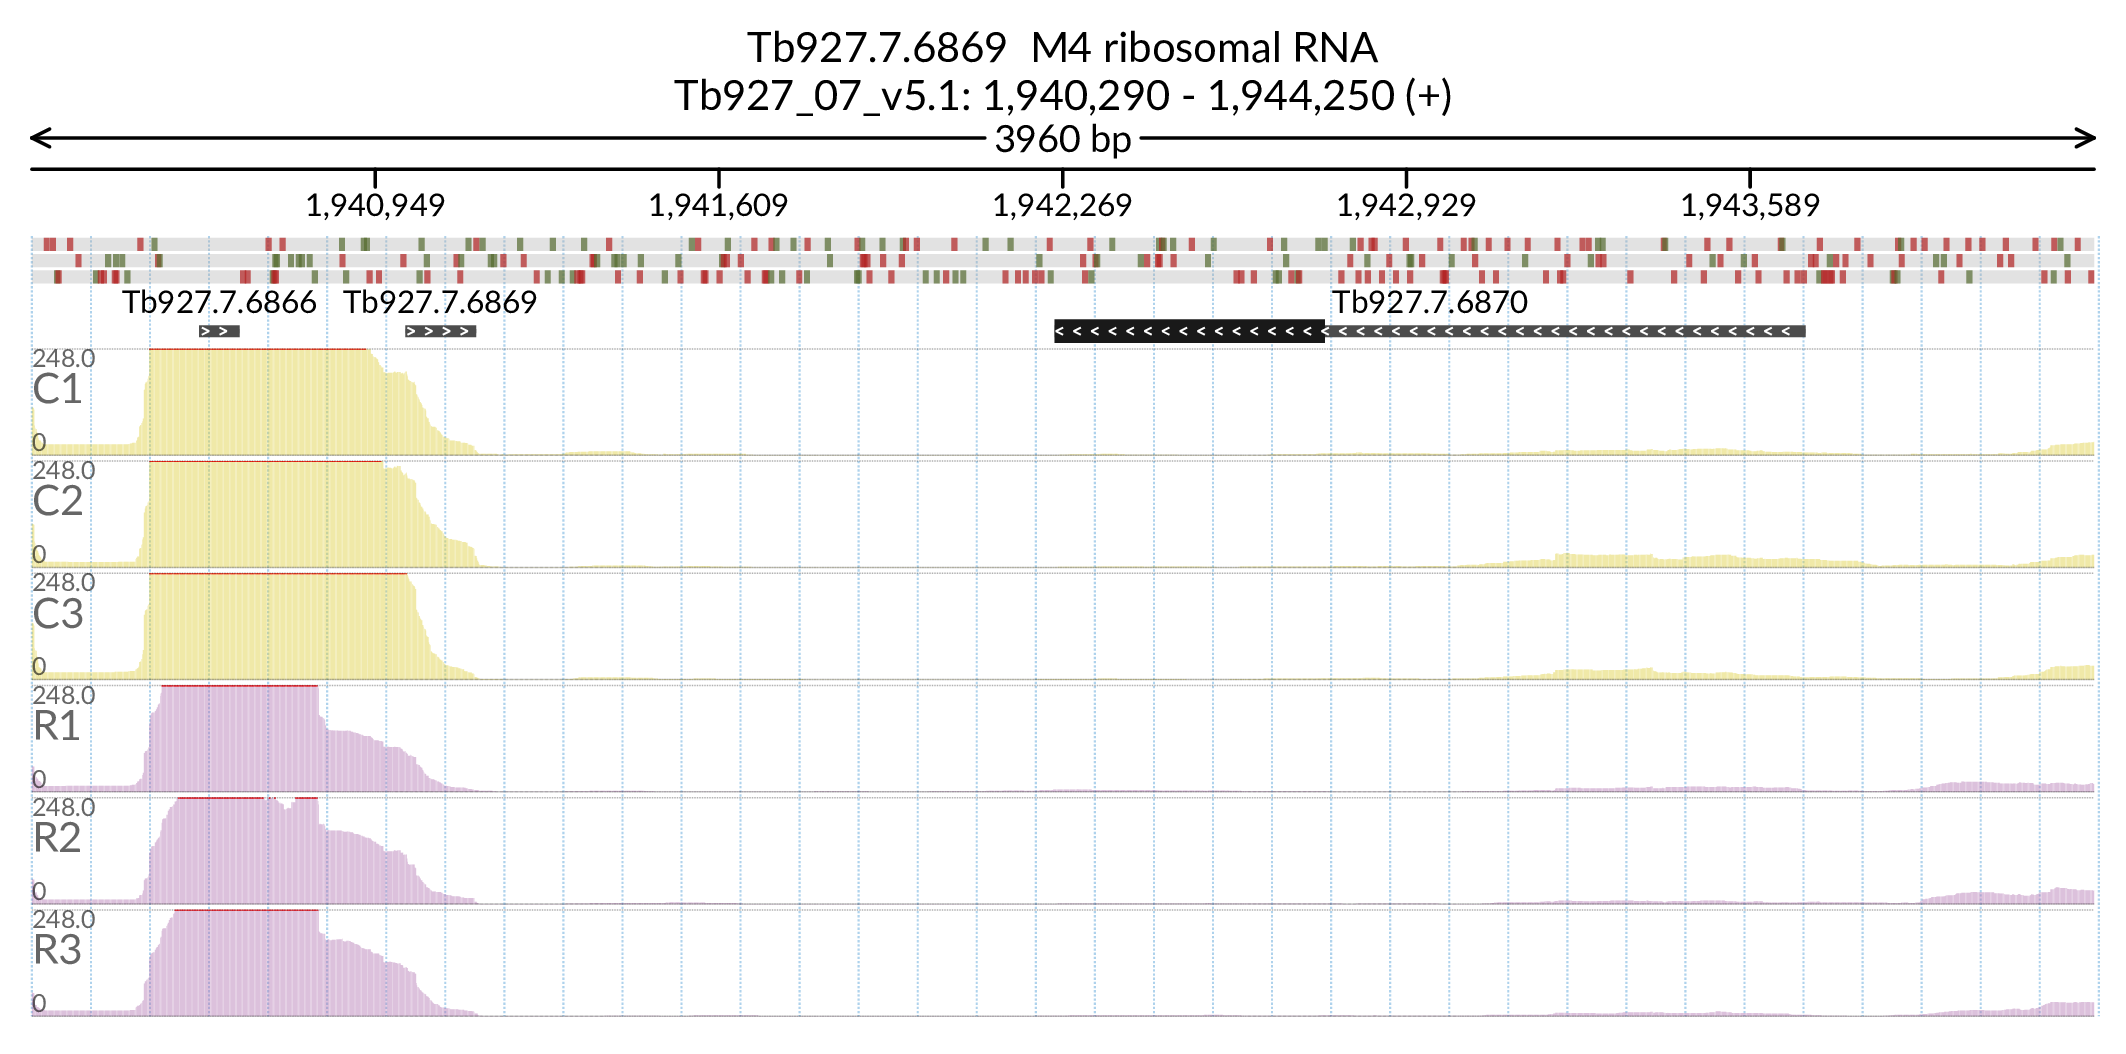 Tb927.7.6869 M4 ribosomal RNA
Tb927_07_v5.1: 1,940,290 - 1,944,250 (+)
3960 bp
1,940,949 1,941,609 1,942,269 1,942,929 1,943,589
Tb927.7.6866 Tb927.7.6869 Tb927.7.6870
248.0
C1
0
248.0
C2
0
248.0
C3
0
248.0
R1
0
248.0
R2
0
248.0
R3
0